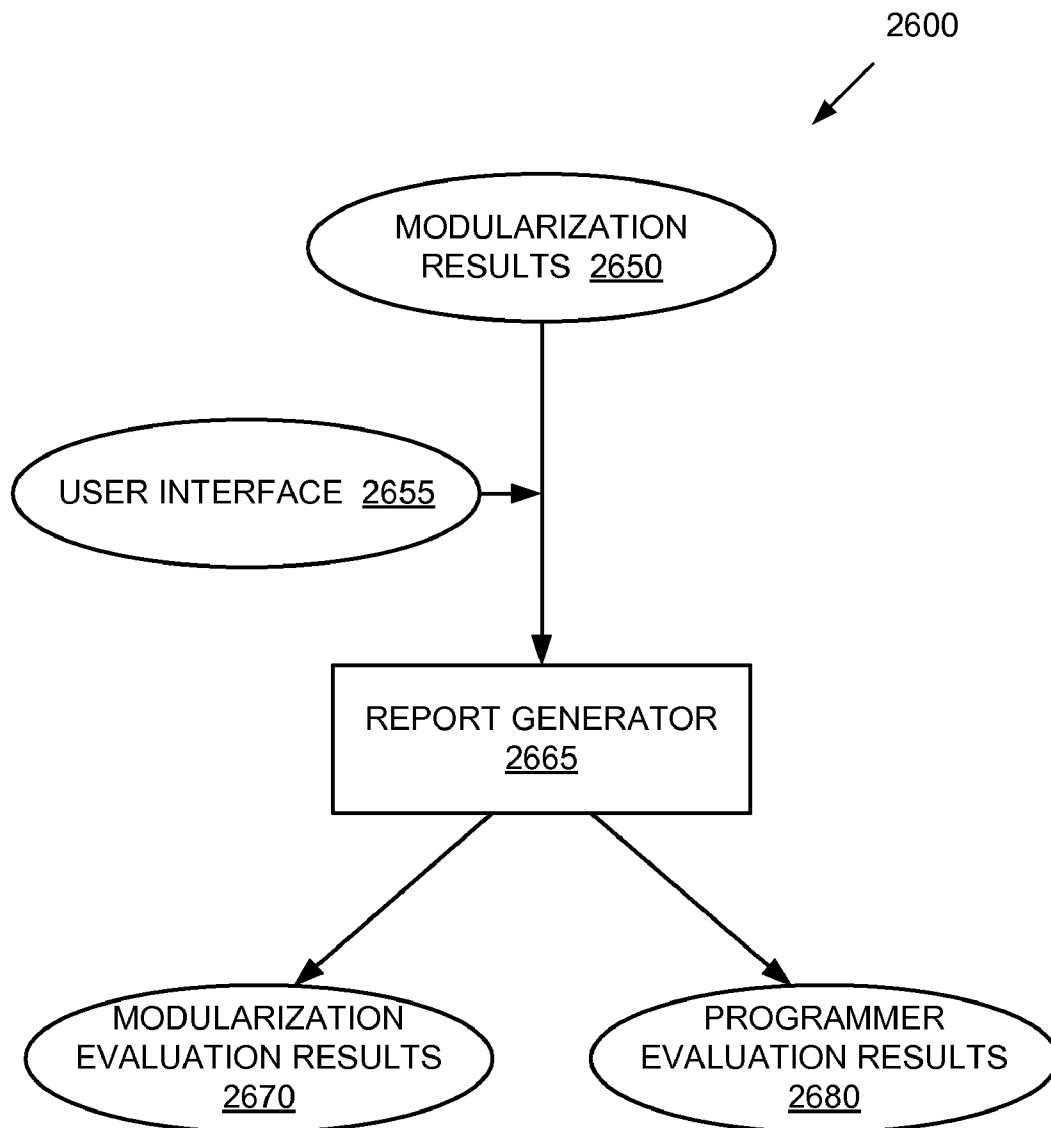 2600
MODULARIZATION
RESULTS 2650
USER INTERFACE 2655
REPORT GENERATOR
2665
MODULARIZATION
EVALUATION RESULTS
2670
PROGRAMMER
EVALUATION RESULTS
2680